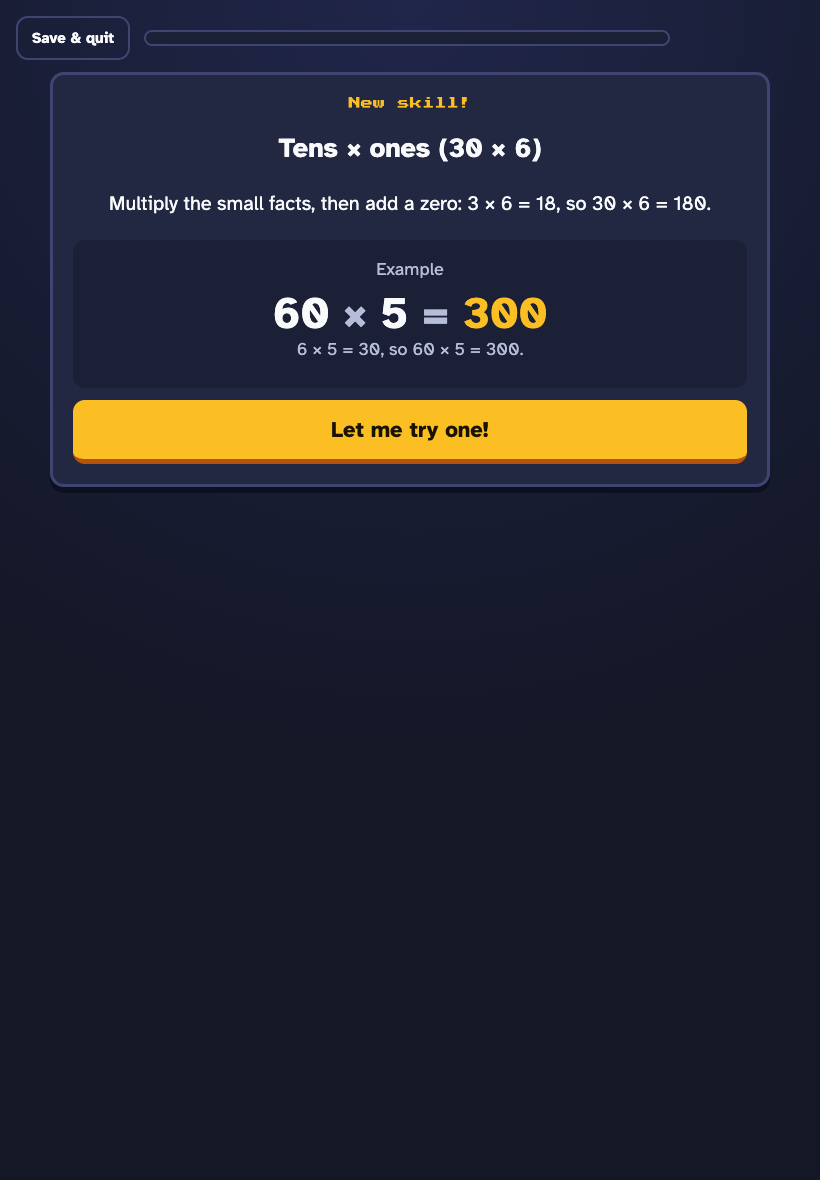 Save & quit
New skill!
Tens × ones (30 × 6)
Multiply the small facts, then add a zero: 3 × 6 = 18, so 30 × 6 = 180.
Example
60 × 5 = 300
6 × 5 = 30, so 60 × 5 = 300.
Let me try one!